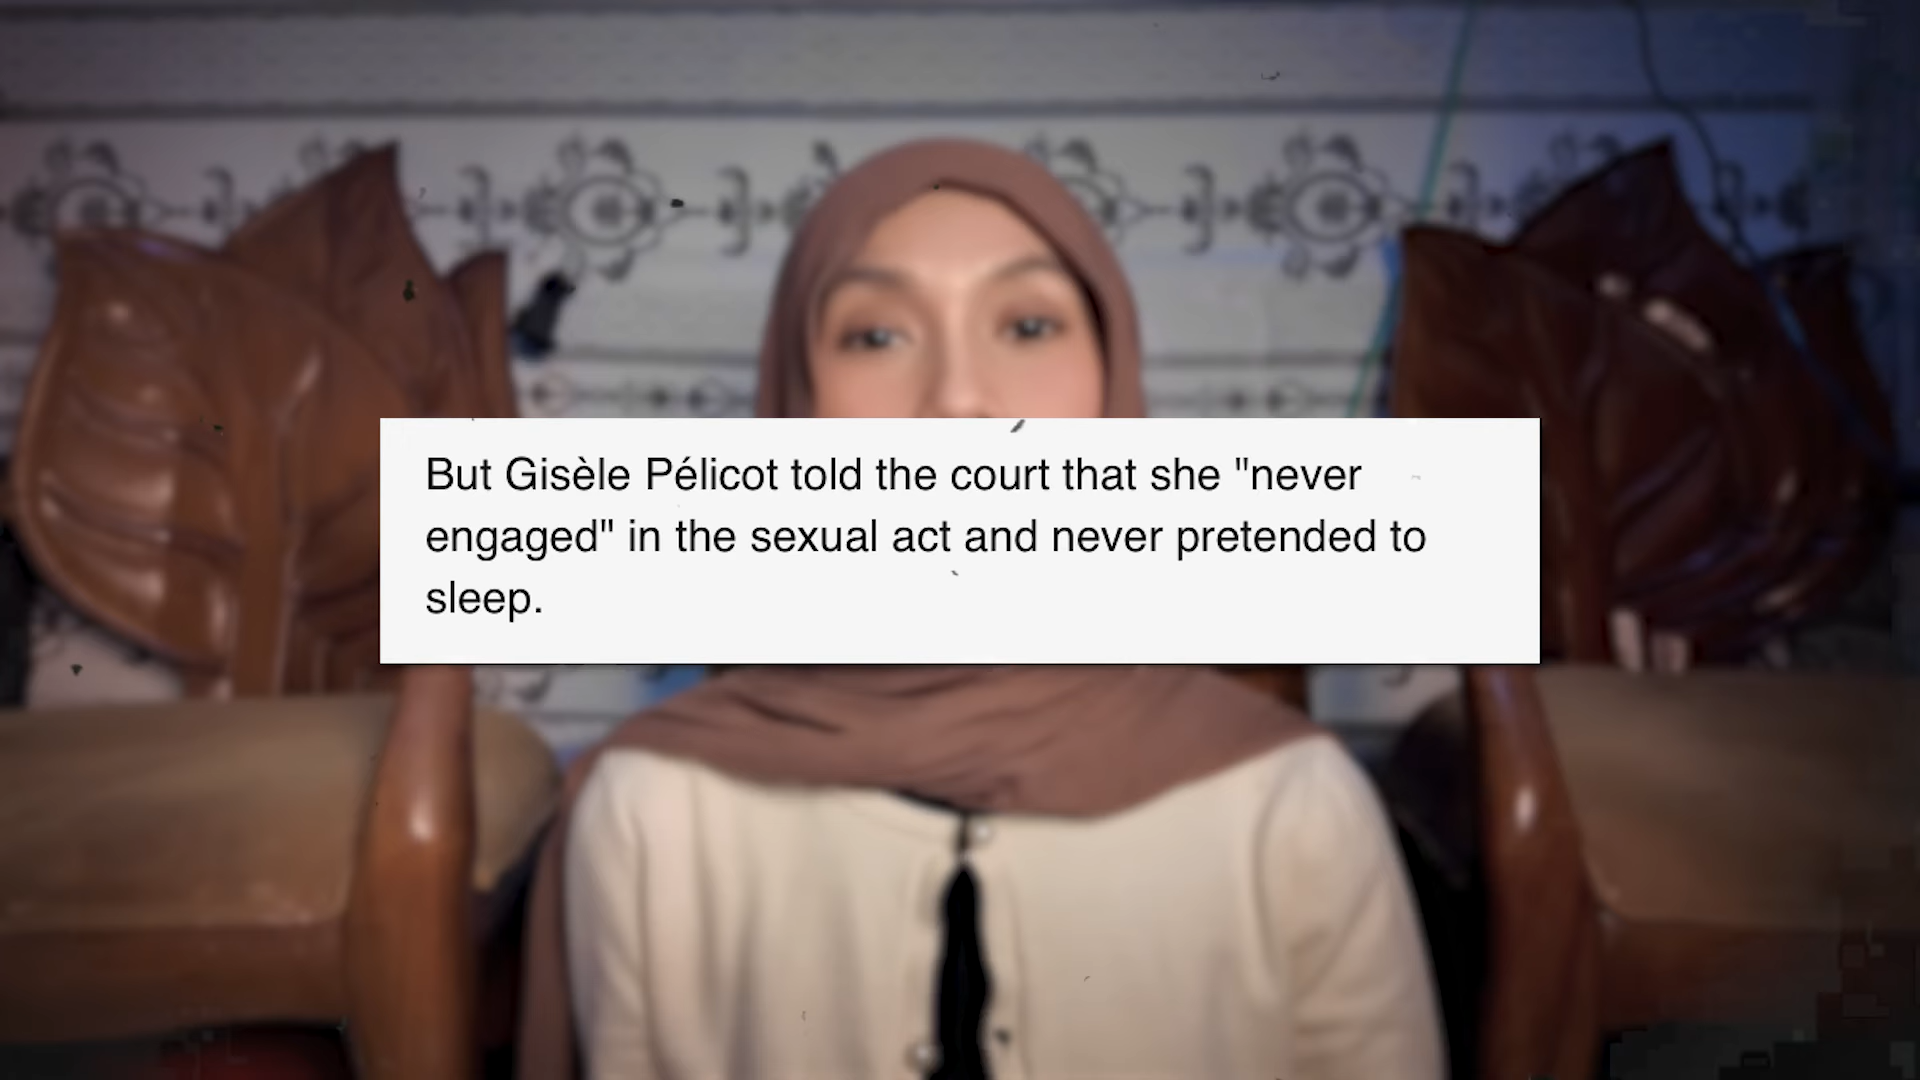 But Gisèle Pélicot told the court that she "never
engaged" in the sexual act and never pretended to
sleep.